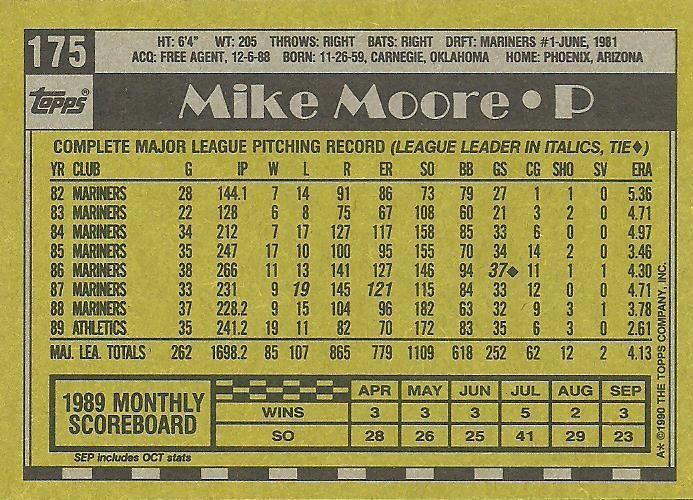 175
HT: 6'4" WT: 205 THROWS: RIGHT BATS: RIGHT DRFT: MARINERS #1-JUNE, 1981
ACQ: FREE AGENT, 12-6-88 BORN: 11-26-59, CARNEGIE, OKLAHOMA HOME: PHOENIX, ARIZONA
topps®
Mike Moore • P
COMPLETE MAJOR LEAGUE PITCHING RECORD (LEAGUE LEADER IN ITALICS, TIE♦)
YR CLUB G IP W L R ER SO BB GS CG SHO SV ERA
82 MARINERS 28 144.1 7 14 91 86 73 79 27 1 1 0 5.36
83 MARINERS 22 128 6 8 75 67 108 60 21 3 2 0 4.71
84 MARINERS 34 212 7 17 127 117 158 85 33 6 0 0 4.97
85 MARINERS 35 247 17 10 100 95 155 70 34 14 2 0 3.46
86 MARINERS 38 266 11 13 141 127 146 94 37♦ 11 1 1 4.30
87 MARINERS 33 231 9 19 145 121 115 84 33 12 0 0 4.71
88 MARINERS 37 228.2 9 15 104 96 182 63 32 9 3 1 3.78
89 ATHLETICS 35 241.2 19 11 82 70 172 83 35 6 3 0 2.61
MAJ. LEA. TOTALS 262 1698.2 85 107 865 779 1109 618 252 62 12 2 4.13
1989 MONTHLY
SCOREBOARD
APR MAY JUN JUL AUG SEP
WINS 3 3 3 5 2 3
SO 28 26 25 41 29 23
SEP includes OCT stats
A* ©1990 THE TOPPS COMPANY, INC.